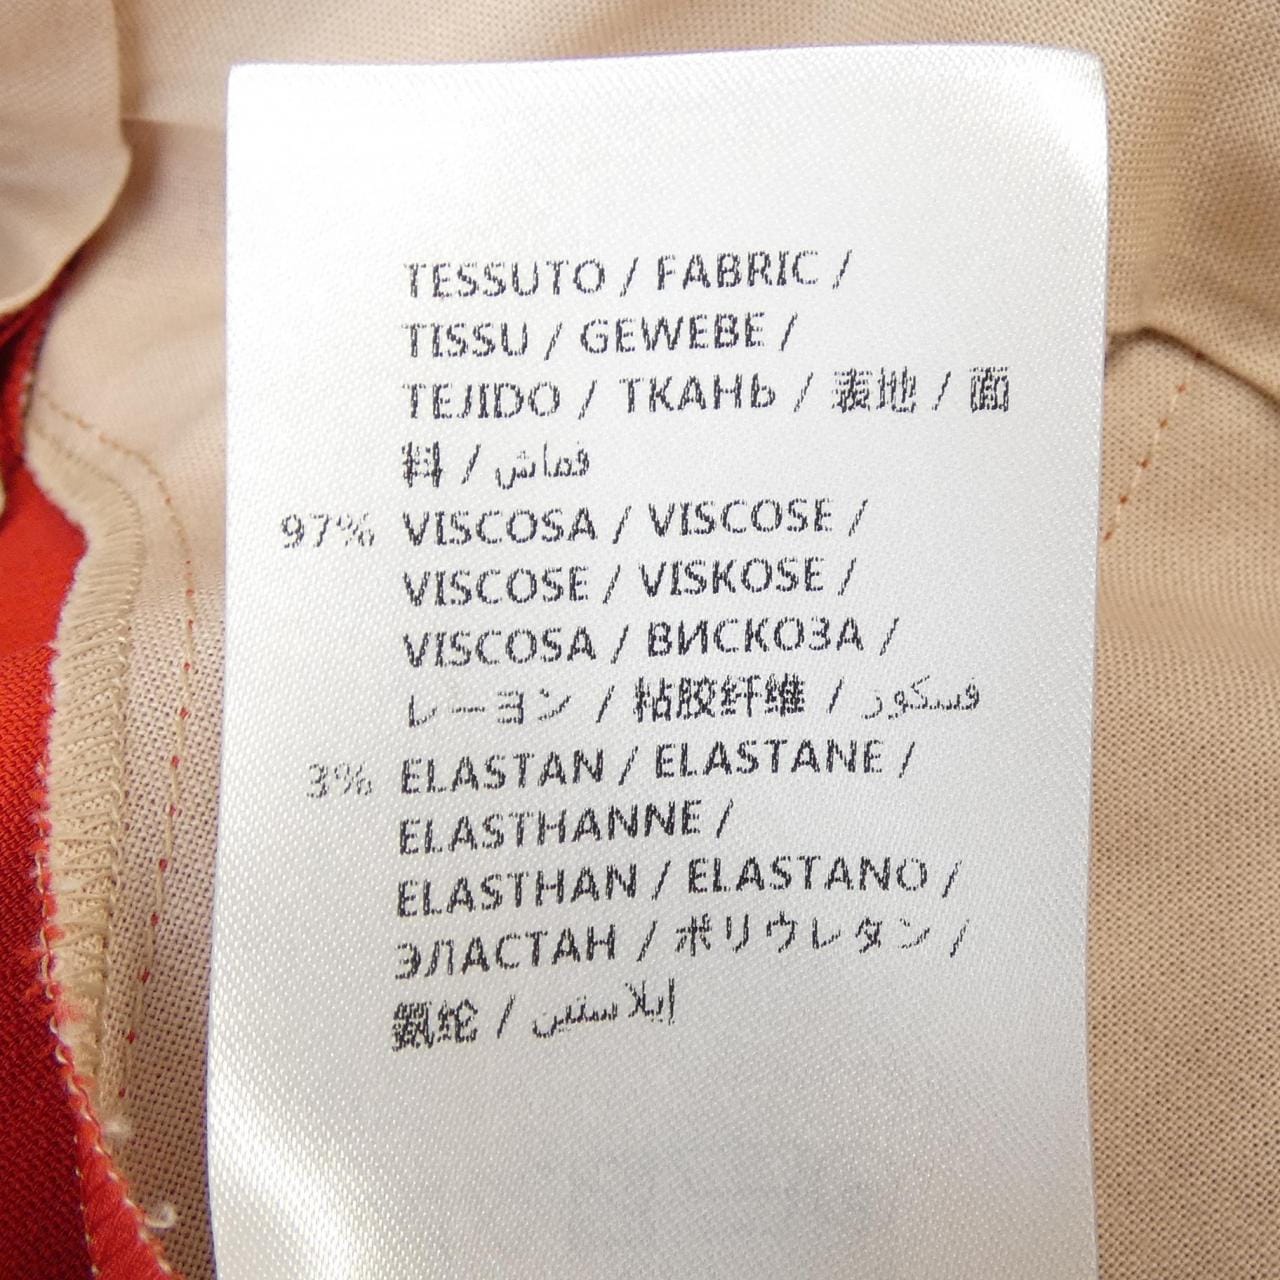 TESSUTO / FABRIC /
TISSU / GEWEBE /
TEJIDO / ТКАНЬ / 表地 / 面
料 / قماش
97% VISCOSA / VISCOSE /
VISCOSE / VISKOSE /
VISCOSA / ВИСКОЗА /
レーヨン / 粘胶纤维 / فسكوز
3% ELASTAN / ELASTANE /
ELASTHANNE /
ELASTHAN / ELASTANO /
ЭЛАСТАН / ポリウレタン /
氨纶 / إيلاستين